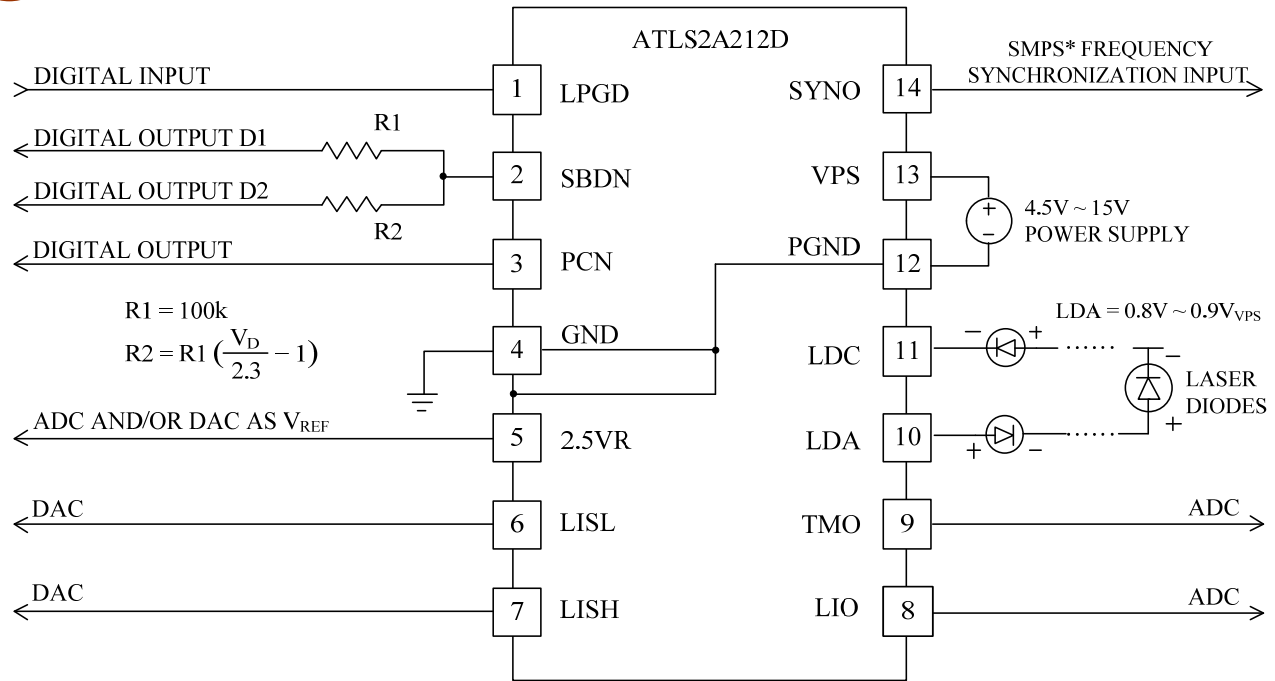 ATLS2A212D
DIGITAL INPUT
1
LPGD
DIGITAL OUTPUT D1
R1
2
SBDN
DIGITAL OUTPUT D2
R2
DIGITAL OUTPUT
3
PCN
R1 = 100k
R2 = R1 (VD/2.3 − 1)
4
GND
ADC AND/OR DAC AS VREF
5
2.5VR
DAC
6
LISL
DAC
7
LISH
SMPS* FREQUENCY
SYNCHRONIZATION INPUT
SYNO
14
VPS
13
+
−
4.5V ~ 15V
POWER SUPPLY
PGND
12
LDA = 0.8V ~ 0.9VVPS
LDC
11
− +
......
−
LASER
DIODES
+
LDA
10
+ −
......
TMO
9
ADC
LIO
8
ADC